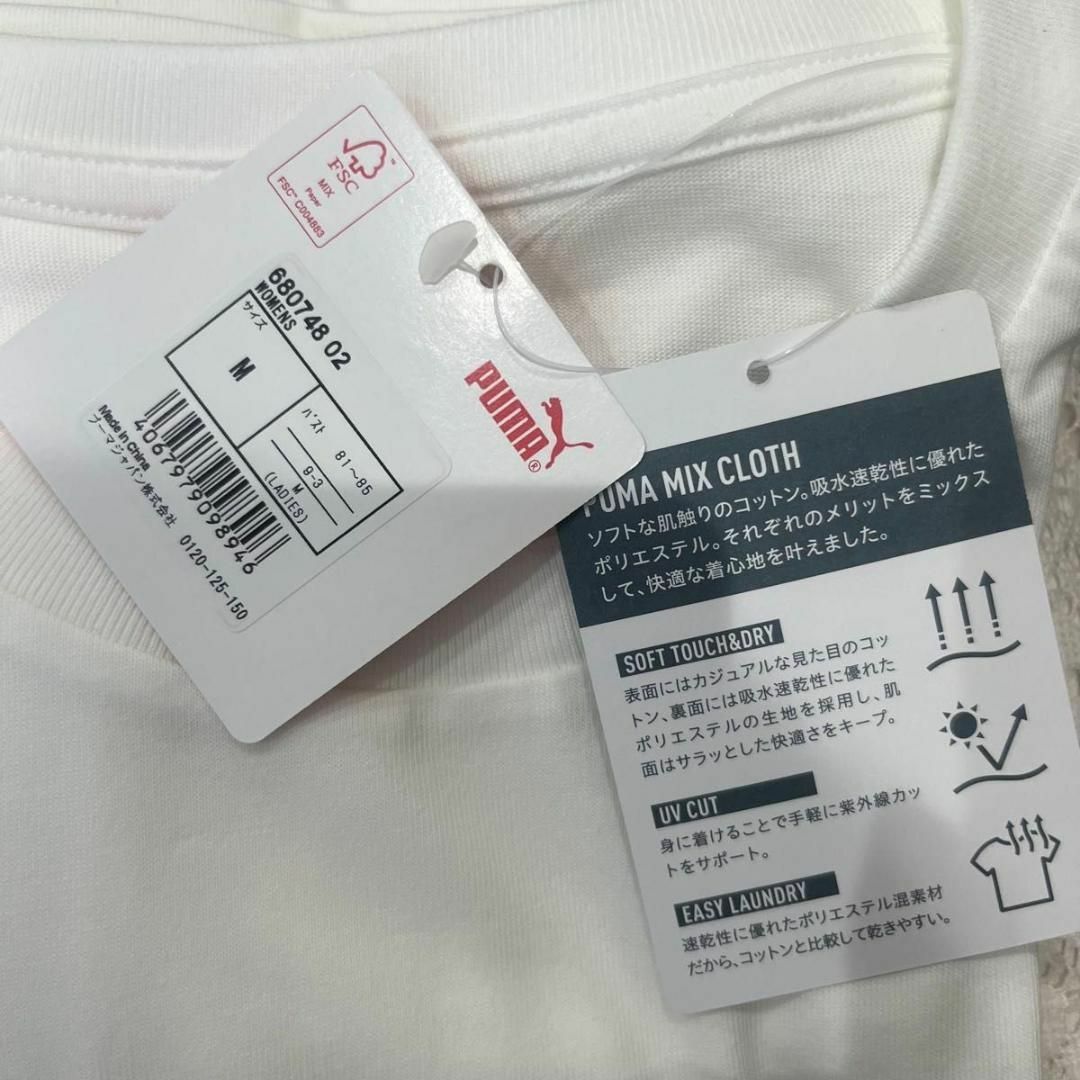 FSC
MIX
Paper
FSC™ C004883
680748 02
WOMENS
サイズ
M
バスト 81~85
9-3
M
(LADIES)
4067979098946
Made in China
プーマジャパン株式会社 0120-125-150
PUMA®
PUMA MIX CLOTH
ソフトな肌触りのコットン。吸水速乾性に優れた
ポリエステル。それぞれのメリットをミックス
して、快適な着心地を叶えました。
SOFT TOUCH&DRY
表面にはカジュアルな見た目のコッ
トン、裏面には吸水速乾性に優れた
ポリエステルの生地を採用し、肌
面はサラッとした快適さをキープ。
UV CUT
身に着けることで手軽に紫外線カッ
トをサポート。
EASY LAUNDRY
速乾性に優れたポリエステル混素材
だから、コットンと比較して乾きやすい。